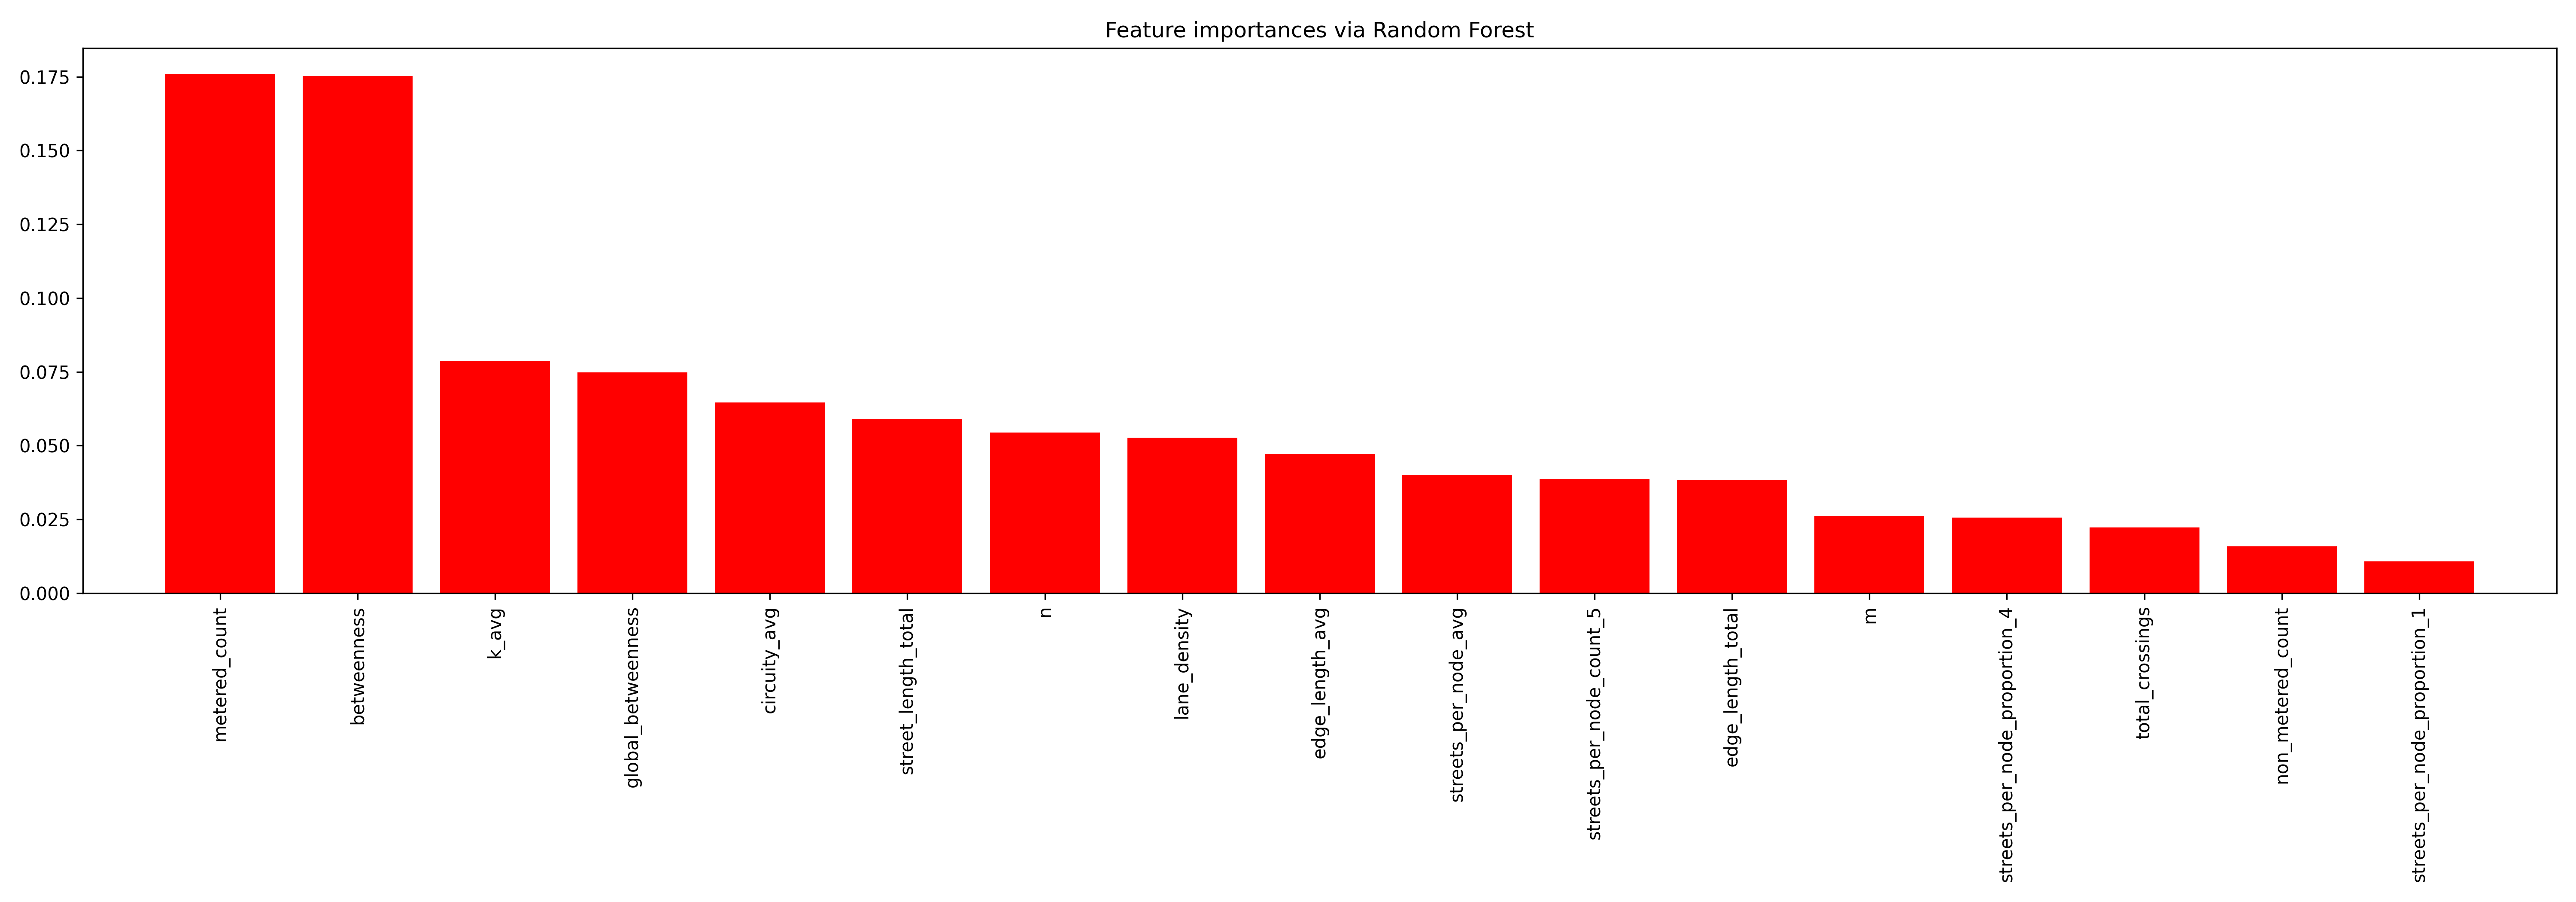 Feature importances via Random Forest
0.175
0.150
0.125
0.100
0.075
0.050
0.025
0.000
metered_count
betweenness
k_avg
global_betweenness
circuity_avg
street_length_total
n
lane_density
edge_length_avg
streets_per_node_avg
streets_per_node_count_5
edge_length_total
m
streets_per_node_proportion_4
total_crossings
non_metered_count
streets_per_node_proportion_1